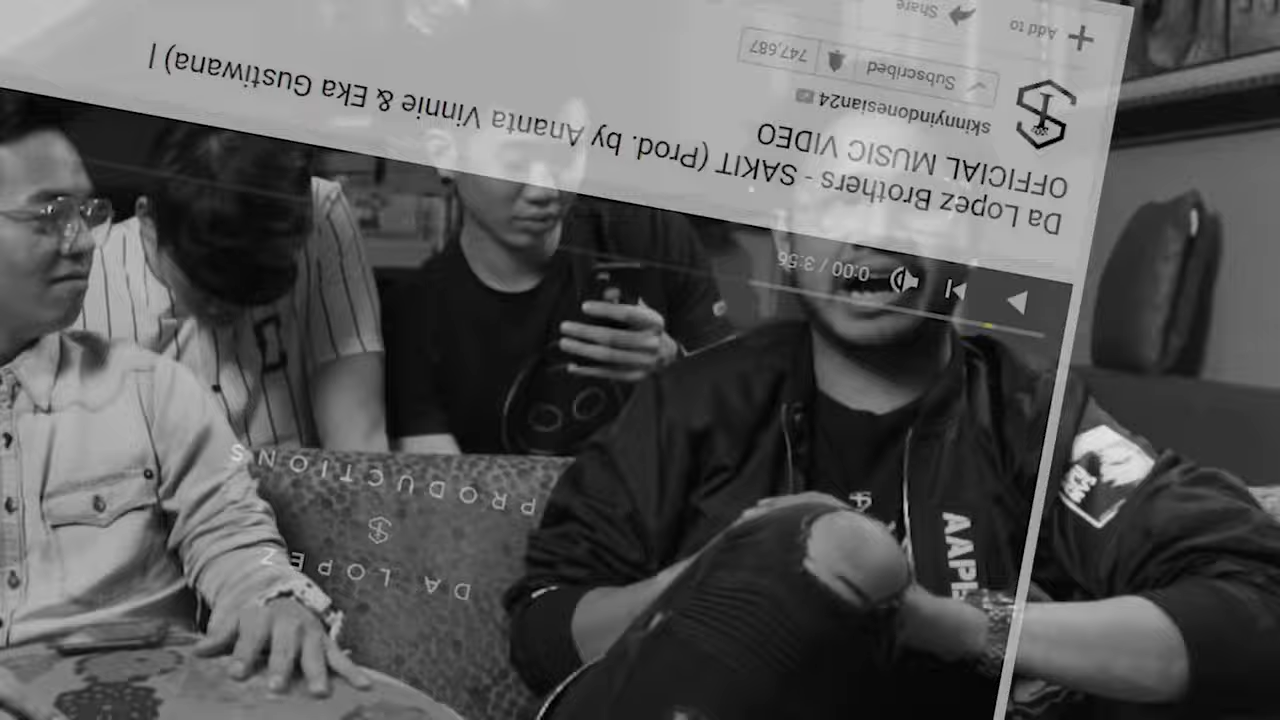 DA LOPEZ
PRODUCTIONS
0:00 / 3:56
Da Lopez Brothers - SAKIT (Prod. by Ananta Vinnie & Eka Gustiwana) |
OFFICIAL MUSIC VIDEO
skinnyindonesian24
Subscribed 747,687
Add to Share
AAPE